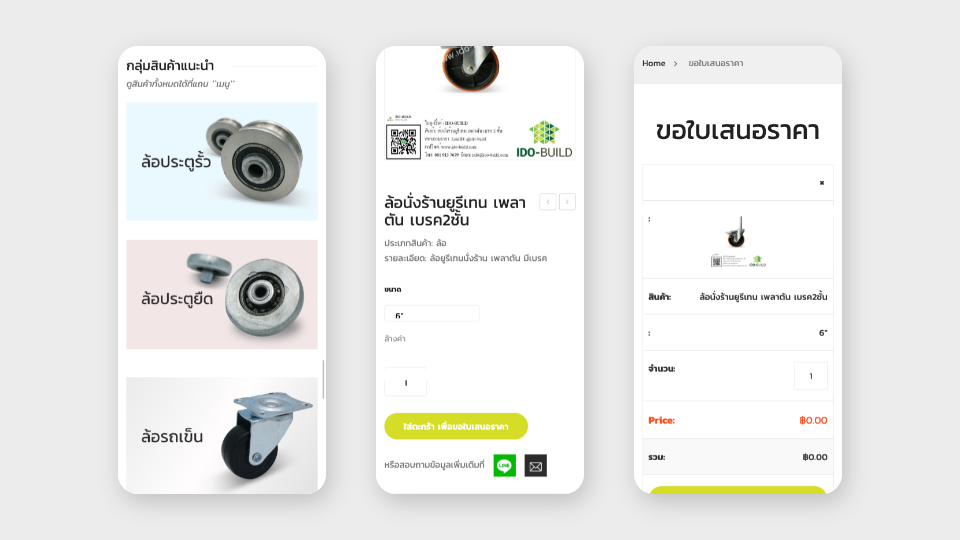 กลุ่มสินค้าแนะนำ
ดูสินค้าทั้งหมดได้ที่แถบ "เมนู"
ล้อประตูรั้ว
ล้อประตูยืด
ล้อรถเข็น
IDO-BUILD
ล้อนั่งร้านยูรีเทน เพลา
ตัน เบรค2ชั้น
ประเภทสินค้า: ล้อ
รายละเอียด: ล้อยูรีเทนนั่งร้าน เพลาตัน มีเบรค
ขนาด
6"
ล้างค่า
1
ใส่ตะกร้า เพื่อขอใบเสนอราคา
หรือสอบถามข้อมูลเพิ่มเติมที่
LINE
Home > ขอใบเสนอราคา
ขอใบเสนอราคา
×
:
สินค้า: ล้อนั่งร้านยูรีเทน เพลาตัน เบรค2ชั้น
: 6"
จำนวน: 1
Price: ฿0.00
รวม: ฿0.00